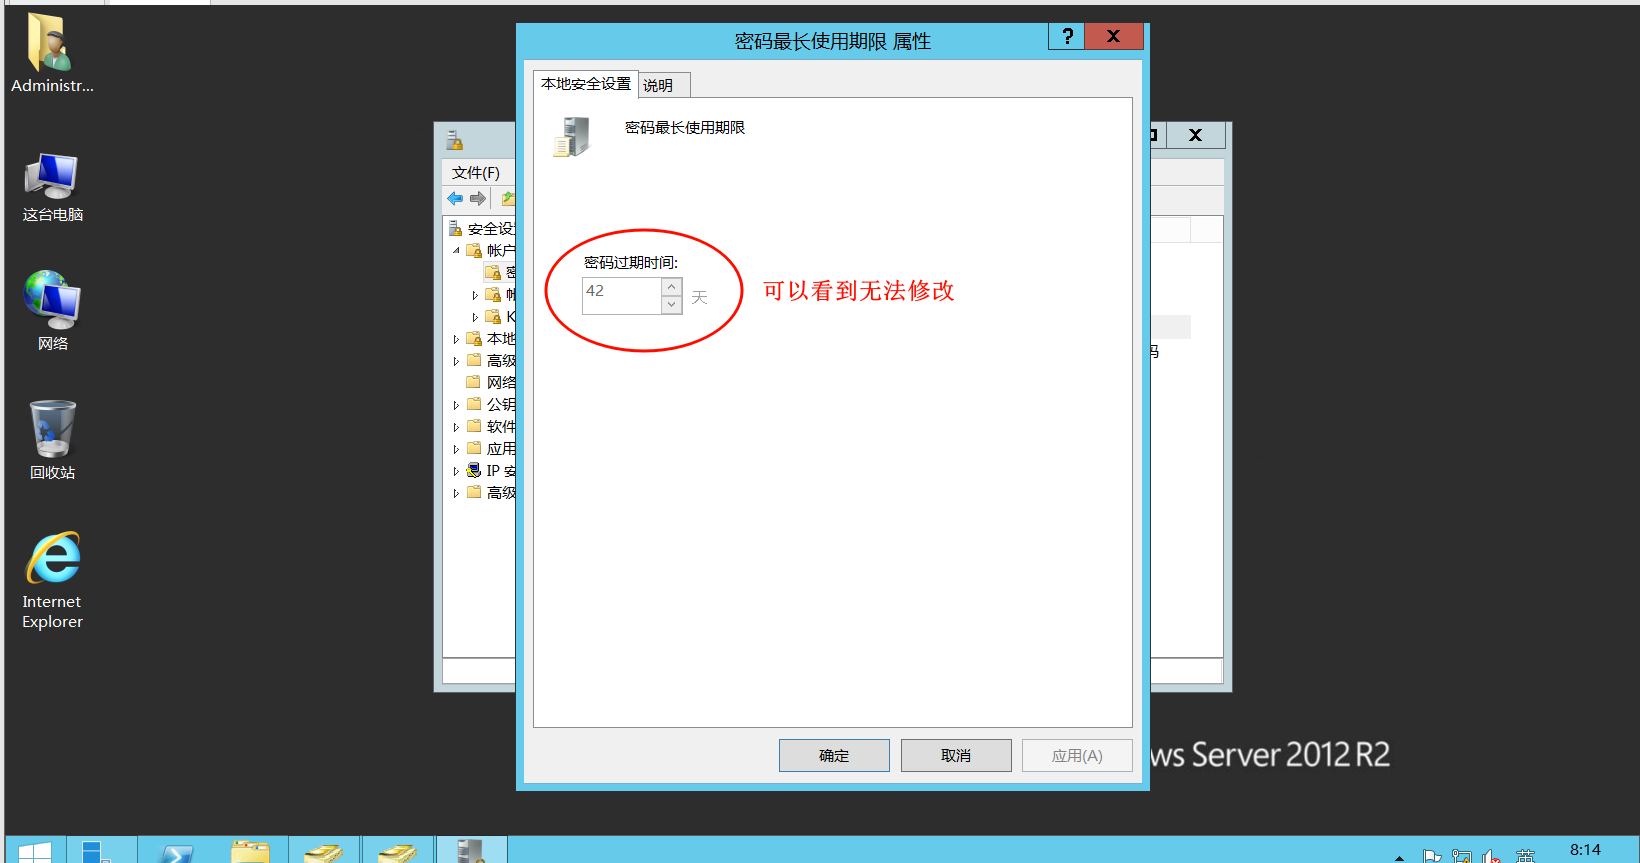 Administr...
这台电脑
网络
回收站
Internet
Explorer
文件(F)
安全设
帐户
密
帐
K
本地
高级
网络
公钥
软件
应用
IP 安
高级
密码最长使用期限 属性
?
X
本地安全设置
说明
密码最长使用期限
密码过期时间:
42
天
可以看到无法修改
确定
取消
应用(A)
X
码
ws Server 2012 R2
英
8:14